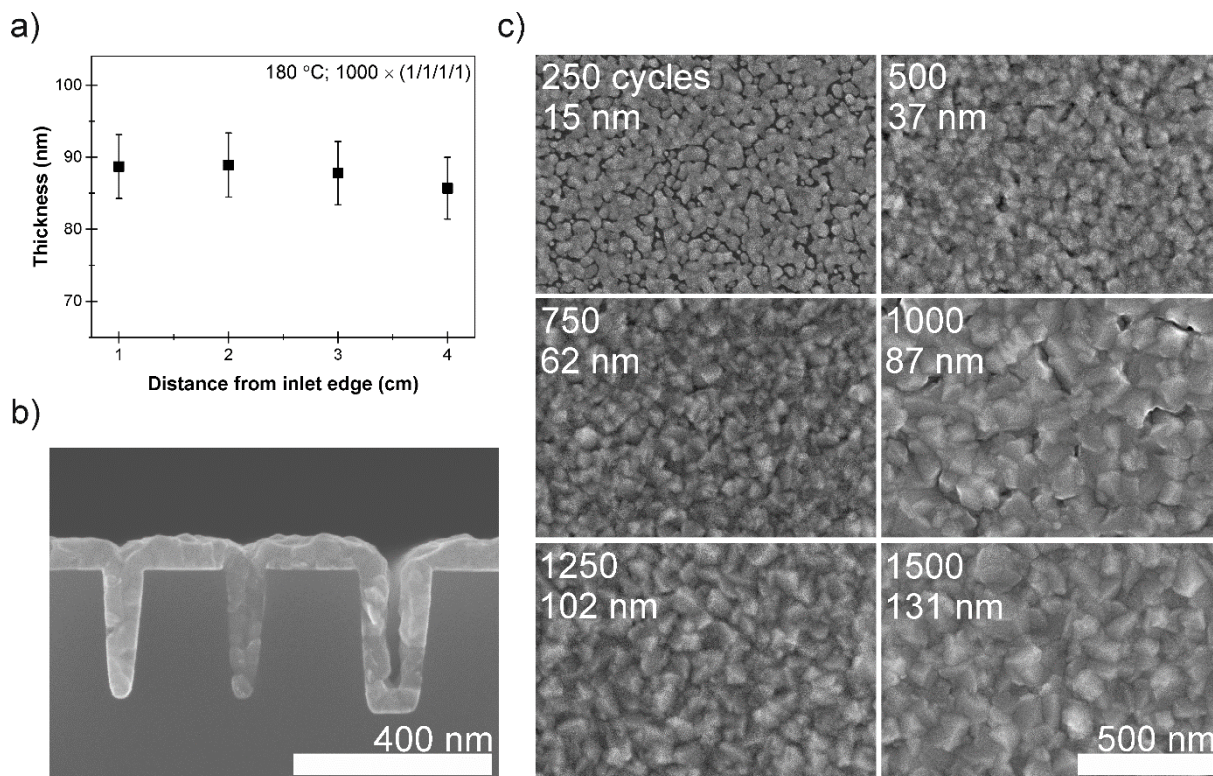 a)
180 °C; 1000 × (1/1/1/1)
100
90
80
70
Thickness (nm)
1
2
3
4
Distance from inlet edge (cm)
b)
400 nm
c)
250 cycles
15 nm
500
37 nm
750
62 nm
1000
87 nm
1250
102 nm
1500
131 nm
500 nm